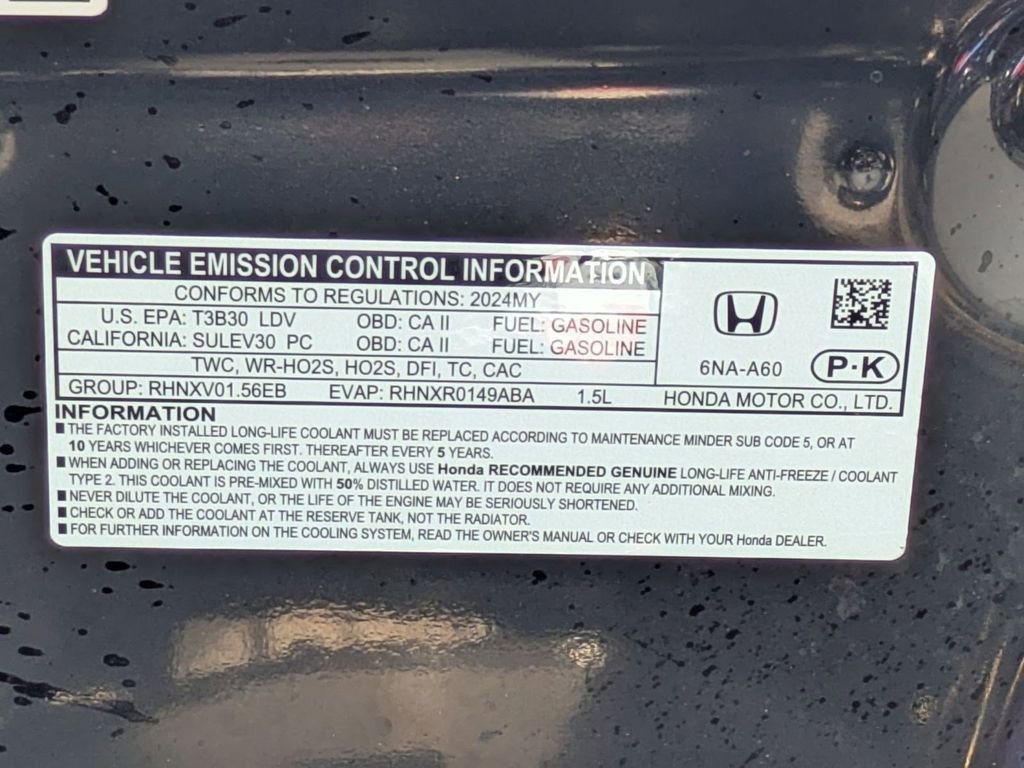 VEHICLE EMISSION CONTROL INFORMATION
CONFORMS TO REGULATIONS: 2024MY
U.S. EPA: T3B30 LDV OBD: CA II FUEL: GASOLINE
CALIFORNIA: SULEV30 PC OBD: CA II FUEL: GASOLINE
TWC, WR-HO2S, HO2S, DFI, TC, CAC
6NA-A60
P·K
GROUP: RHNXV01.56EB EVAP: RHNXR0149ABA 1.5L HONDA MOTOR CO., LTD.
INFORMATION
■ THE FACTORY INSTALLED LONG-LIFE COOLANT MUST BE REPLACED ACCORDING TO MAINTENANCE MINDER SUB CODE 5, OR AT
10 YEARS WHICHEVER COMES FIRST. THEREAFTER EVERY 5 YEARS.
■ WHEN ADDING OR REPLACING THE COOLANT, ALWAYS USE Honda RECOMMENDED GENUINE LONG-LIFE ANTI-FREEZE / COOLANT
TYPE 2. THIS COOLANT IS PRE-MIXED WITH 50% DISTILLED WATER. IT DOES NOT REQUIRE ANY ADDITIONAL MIXING.
■ NEVER DILUTE THE COOLANT, OR THE LIFE OF THE ENGINE MAY BE SERIOUSLY SHORTENED.
■ CHECK OR ADD THE COOLANT AT THE RESERVE TANK, NOT THE RADIATOR.
■ FOR FURTHER INFORMATION ON THE COOLING SYSTEM, READ THE OWNER'S MANUAL OR CHECK WITH YOUR Honda DEALER.